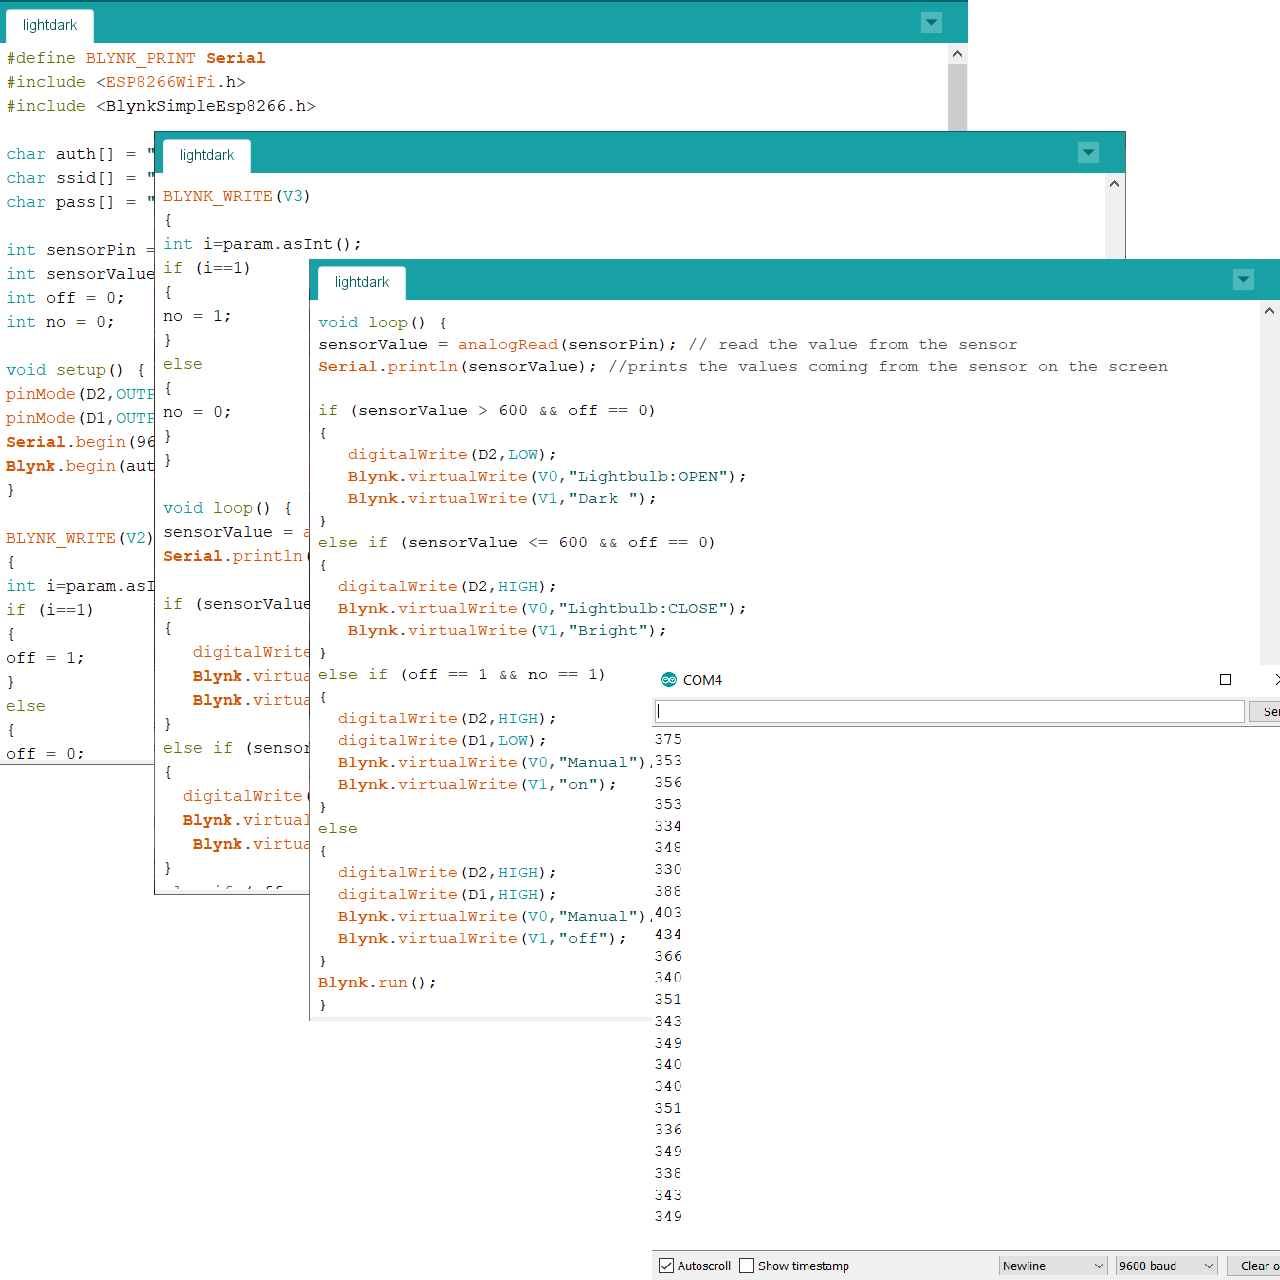 lightdark
#define BLYNK_PRINT Serial
#include <ESP8266WiFi.h>
#include <BlynkSimpleEsp8266.h>
char auth[] = "
char ssid[] = "
char pass[] = "
int sensorPin =
int sensorValue
int off = 0;
int no = 0;
void setup() {
pinMode(D2,OUTP
pinMode(D1,OUTP
Serial.begin(96
Blynk.begin(aut
}
BLYNK_WRITE(V2)
{
int i=param.asI
if (i==1)
{
off = 1;
}
else
{
off = 0;
lightdark
BLYNK_WRITE(V3)
{
int i=param.asInt();
if (i==1)
{
no = 1;
}
else
{
no = 0;
}
}
void loop() {
sensorValue = a
Serial.println(
if (sensorValue
{
digitalWrite
Blynk.virtua
Blynk.virtua
}
else if (sensor
{
digitalWrite(
Blynk.virtual
Blynk.virtua
}
lightdark
void loop() {
sensorValue = analogRead(sensorPin); // read the value from the sensor
Serial.println(sensorValue); //prints the values coming from the sensor on the screen
if (sensorValue > 600 && off == 0)
{
digitalWrite(D2,LOW);
Blynk.virtualWrite(V0,"Lightbulb:OPEN");
Blynk.virtualWrite(V1,"Dark ");
}
else if (sensorValue <= 600 && off == 0)
{
digitalWrite(D2,HIGH);
Blynk.virtualWrite(V0,"Lightbulb:CLOSE");
Blynk.virtualWrite(V1,"Bright");
}
else if (off == 1 && no == 1)
{
digitalWrite(D2,HIGH);
digitalWrite(D1,LOW);
Blynk.virtualWrite(V0,"Manual");
Blynk.virtualWrite(V1,"on");
}
else
{
digitalWrite(D2,HIGH);
digitalWrite(D1,HIGH);
Blynk.virtualWrite(V0,"Manual");
Blynk.virtualWrite(V1,"off");
}
Blynk.run();
}
COM4
Sen
375
353
356
353
334
348
330
388
403
434
366
340
351
343
349
340
340
351
336
349
338
343
349
Autoscroll Show timestamp Newline 9600 baud Clear o